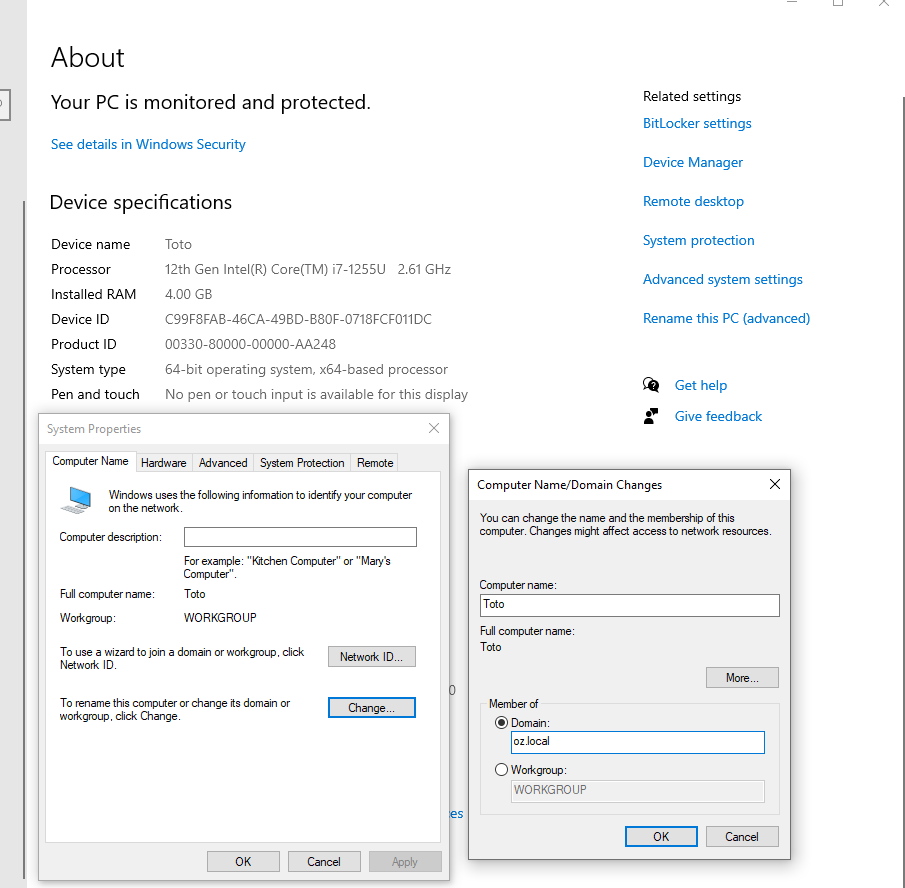 About
Your PC is monitored and protected.
See details in Windows Security
Device specifications
Device name Toto
Processor 12th Gen Intel(R) Core(TM) i7-1255U 2.61 GHz
Installed RAM 4.00 GB
Device ID C99F8FAB-46CA-49BD-B80F-0718FCF011DC
Product ID 00330-80000-00000-AA248
System type 64-bit operating system, x64-based processor
Pen and touch No pen or touch input is available for this display
Related settings
BitLocker settings
Device Manager
Remote desktop
System protection
Advanced system settings
Rename this PC (advanced)
Get help
Give feedback
System Properties
Computer Name Hardware Advanced System Protection Remote
Windows uses the following information to identify your computer
on the network.
Computer description:
For example: "Kitchen Computer" or "Mary's
Computer".
Full computer name: Toto
Workgroup: WORKGROUP
To use a wizard to join a domain or workgroup, click
Network ID.
Network ID...
To rename this computer or change its domain or
workgroup, click Change.
Change...
OK Cancel Apply
Computer Name/Domain Changes
You can change the name and the membership of this
computer. Changes might affect access to network resources.
Computer name:
Toto
Full computer name:
Toto
More...
Member of
Domain:
oz.local
Workgroup:
WORKGROUP
OK Cancel